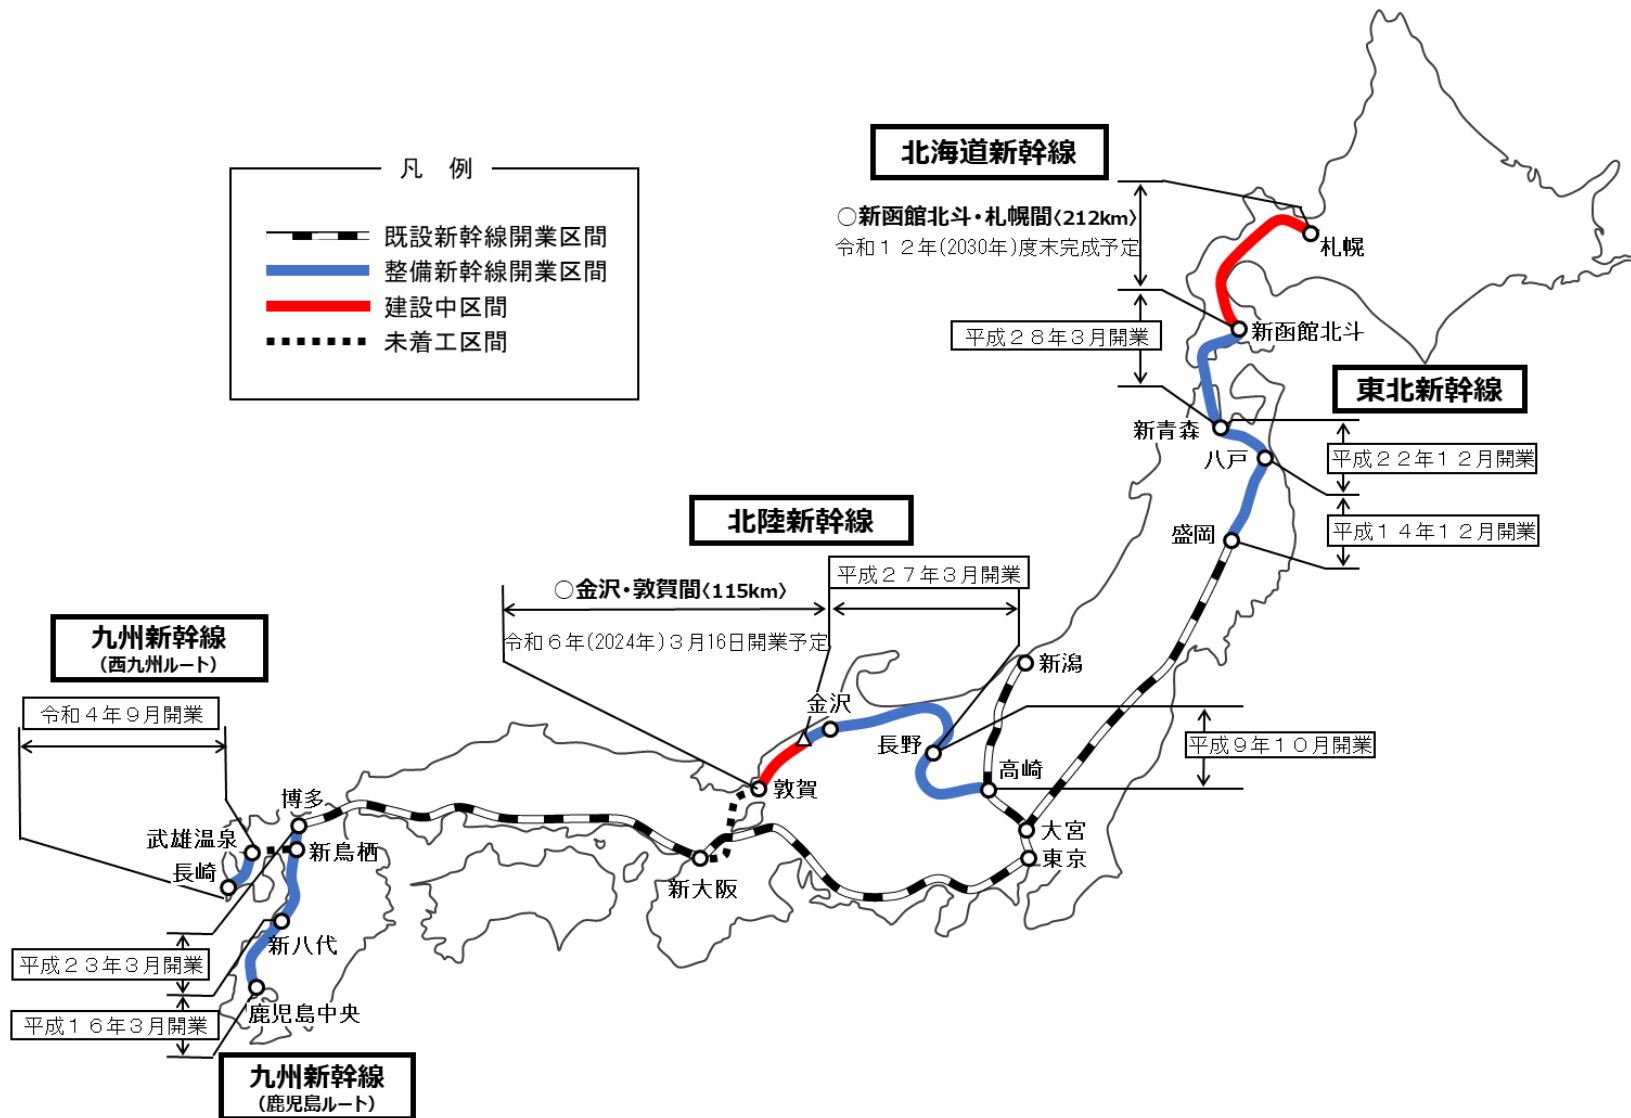 凡 例
既設新幹線開業区間
整備新幹線開業区間
建設中区間
未着工区間
北海道新幹線
○新函館北斗・札幌間〈212km〉
令和１２年(2030年)度末完成予定
札幌
平成２８年３月開業
新函館北斗
東北新幹線
新青森
平成２２年１２月開業
八戸
平成１４年１２月開業
盛岡
北陸新幹線
○金沢・敦賀間〈115km〉
平成２７年３月開業
令和６年(2024年)３月16日開業予定
新潟
金沢
長野
平成９年１０月開業
高崎
敦賀
大宮
東京
新大阪
九州新幹線
(西九州ルート)
令和４年９月開業
博多
武雄温泉
新鳥栖
長崎
新八代
平成２３年３月開業
鹿児島中央
平成１６年３月開業
九州新幹線
(鹿児島ルート)